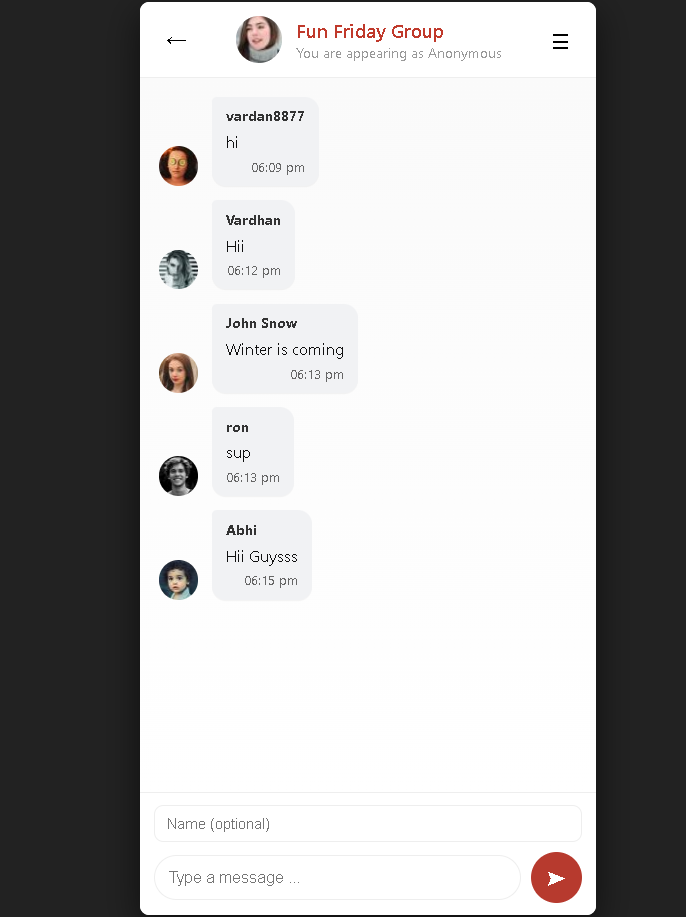 Fun Friday Group
You are appearing as Anonymous
vardan8877
hi
06:09 pm
Vardhan
Hii
06:12 pm
John Snow
Winter is coming
06:13 pm
ron
sup
06:13 pm
Abhi
Hii Guysss
06:15 pm
Name (optional)
Type a message ...